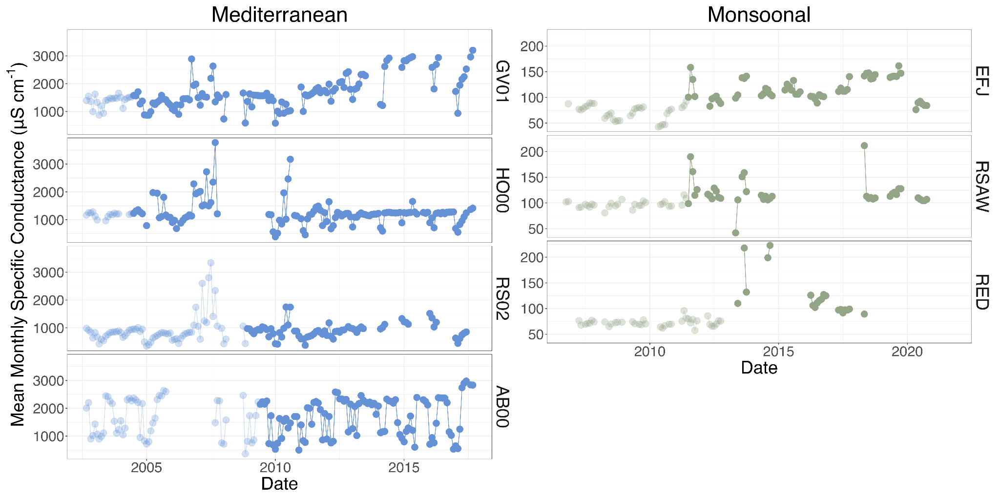 Mediterranean
Monsoonal
Mean Monthly Specific Conductance (µS cm⁻¹)
3000
2000
1000
GV01
3000
2000
1000
HO00
3000
2000
1000
RS02
3000
2000
1000
AB00
2005
2010
2015
Date
200
150
100
50
EFJ
200
150
100
50
RSAW
200
150
100
50
RED
2010
2015
2020
Date